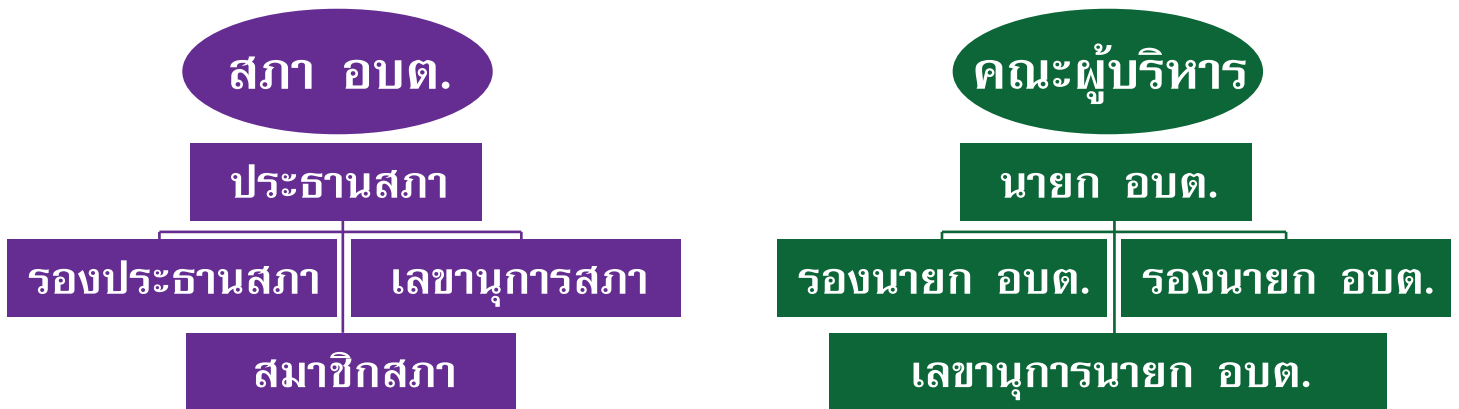 สภา อบต.
ประธานสภา
รองประธานสภา
เลขานุการสภา
สมาชิกสภา
คณะผู้บริหาร
นายก อบต.
รองนายก อบต.
รองนายก อบต.
เลขานุการนายก อบต.